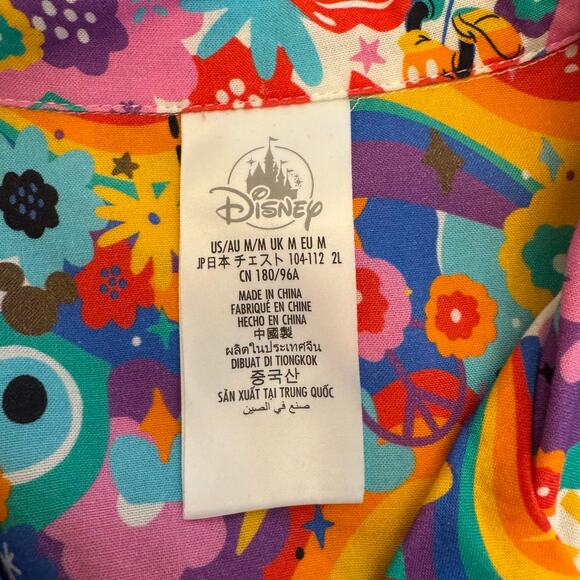 Disney
US/AU M/M UK M EU M
JP日本 チェスト 104-112 2L
CN 180/96A
MADE IN CHINA
FABRIQUÉ EN CHINE
HECHO EN CHINA
中國製
ผลิตในประเทศจีน
DIBUAT DI TIONGKOK
중국산
SẢN XUẤT TẠI TRUNG QUỐC
صنع في الصين